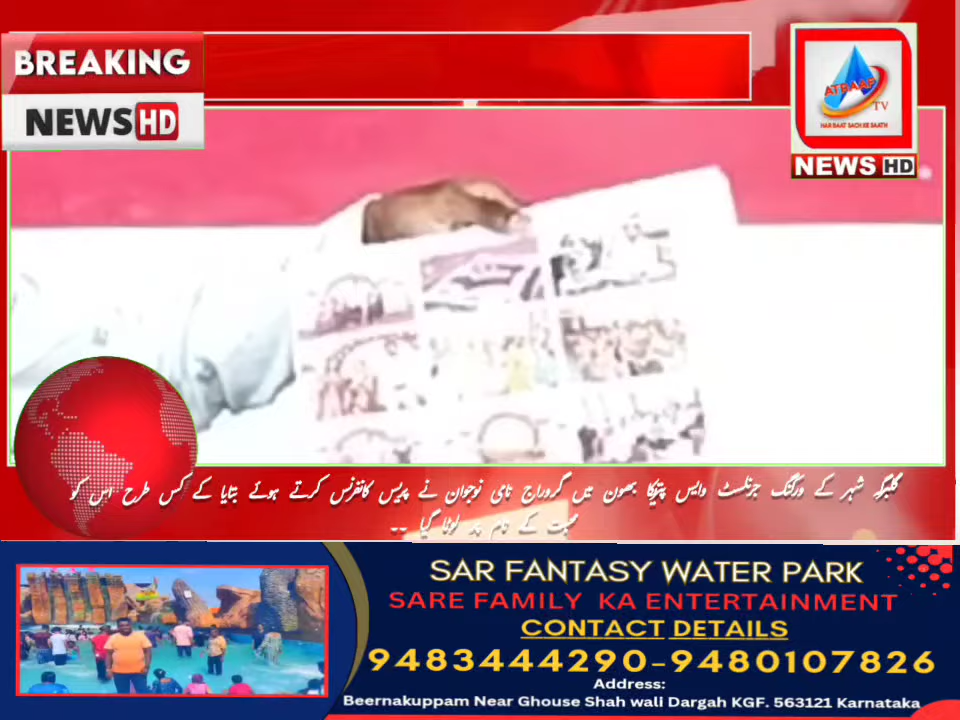 BREAKING
NEWS HD
ATRAAF
TV
HAR BAAT SACH KE SAATH
NEWS HD
گلبرگہ شہر کے ورکنگ جرنلسٹ وایس پتریکا بھون میں گروراج نامی نوجوان نے پریس کانفرنس کرتے ہوئے بتایا کے کس طرح اس کو
محبت کے نام پر لوٹا گیا --
SAR FANTASY WATER PARK
SARE FAMILY KA ENTERTAINMENT
CONTACT DETAILS
9483444290-9480107826
Address:
Beernakuppam Near Ghouse Shah wali Dargah KGF. 563121 Karnataka